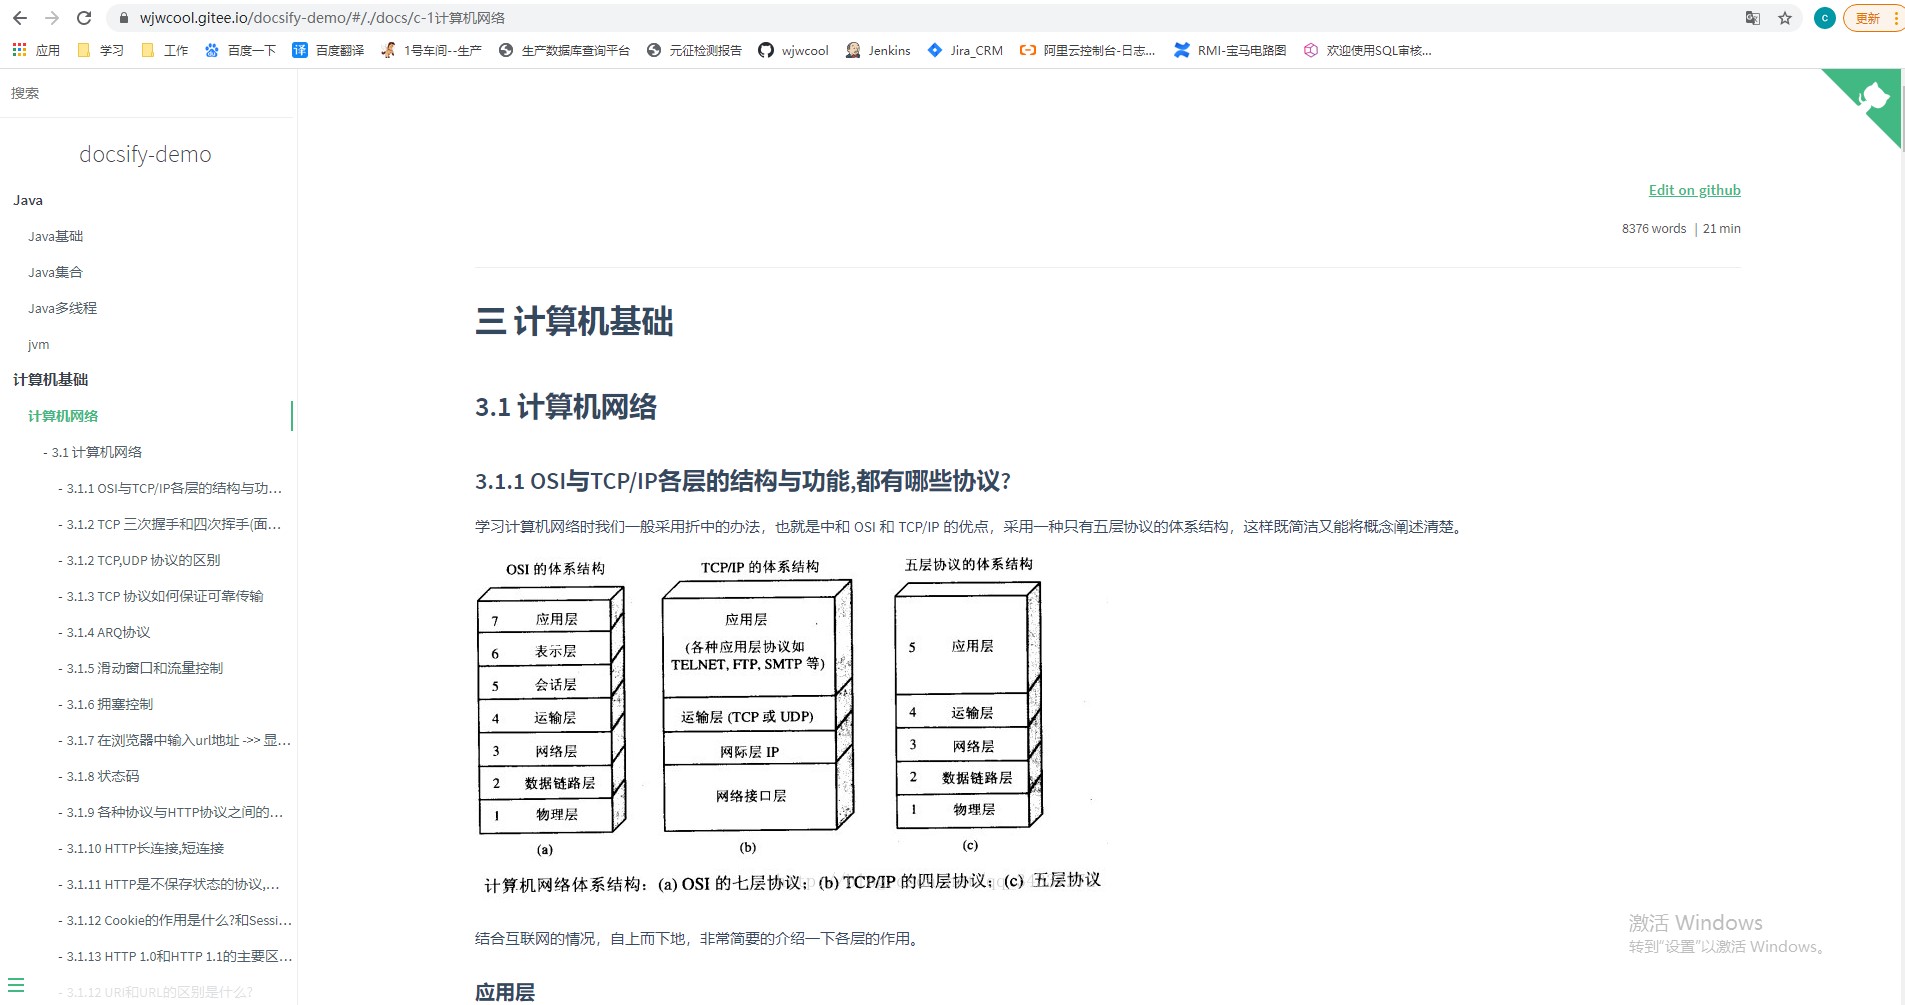 wjwcool.gitee.io/docsify-demo/#/./docs/c-1计算机网络
c
更新
应用
学习
工作
百度一下
译
百度翻译
1号车间--生产
生产数据库查询平台
元征检测报告
wjwcool
Jenkins
Jira_CRM
阿里云控制台-日志...
RMI-宝马电路图
欢迎使用SQL审核...
搜索
docsify-demo
Java
Java基础
Java集合
Java多线程
jvm
计算机基础
计算机网络
- 3.1 计算机网络
- 3.1.1 OSI与TCP/IP各层的结构与功...
- 3.1.2 TCP 三次握手和四次挥手(面...
- 3.1.2 TCP,UDP 协议的区别
- 3.1.3 TCP 协议如何保证可靠传输
- 3.1.4 ARQ协议
- 3.1.5 滑动窗口和流量控制
- 3.1.6 拥塞控制
- 3.1.7 在浏览器中输入url地址 ->> 显...
- 3.1.8 状态码
- 3.1.9 各种协议与HTTP协议之间的...
- 3.1.10 HTTP长连接,短连接
- 3.1.11 HTTP是不保存状态的协议,...
- 3.1.12 Cookie的作用是什么?和Sessi...
- 3.1.13 HTTP 1.0和HTTP 1.1的主要区...
- 3.1.12 URI和URL的区别是什么?
Edit on github
8376 words | 21 min
三 计算机基础
3.1 计算机网络
3.1.1 OSI与TCP/IP各层的结构与功能,都有哪些协议?
学习计算机网络时我们一般采用折中的办法，也就是中和 OSI 和 TCP/IP 的优点，采用一种只有五层协议的体系结构，这样既简洁又能将概念阐述清楚。
OSI 的体系结构
7 应用层
6 表示层
5 会话层
4 运输层
3 网络层
2 数据链路层
1 物理层
(a)
TCP/IP 的体系结构
应用层
(各种应用层协议如
TELNET, FTP, SMTP 等)
运输层 (TCP 或 UDP)
网际层 IP
网络接口层
(b)
五层协议的体系结构
5 应用层
4 运输层
3 网络层
2 数据链路层
1 物理层
(c)
计算机网络体系结构：(a) OSI 的七层协议；(b) TCP/IP 的四层协议；(c) 五层协议
结合互联网的情况，自上而下地，非常简要的介绍一下各层的作用。
应用层
激活 Windows
转到"设置"以激活 Windows。